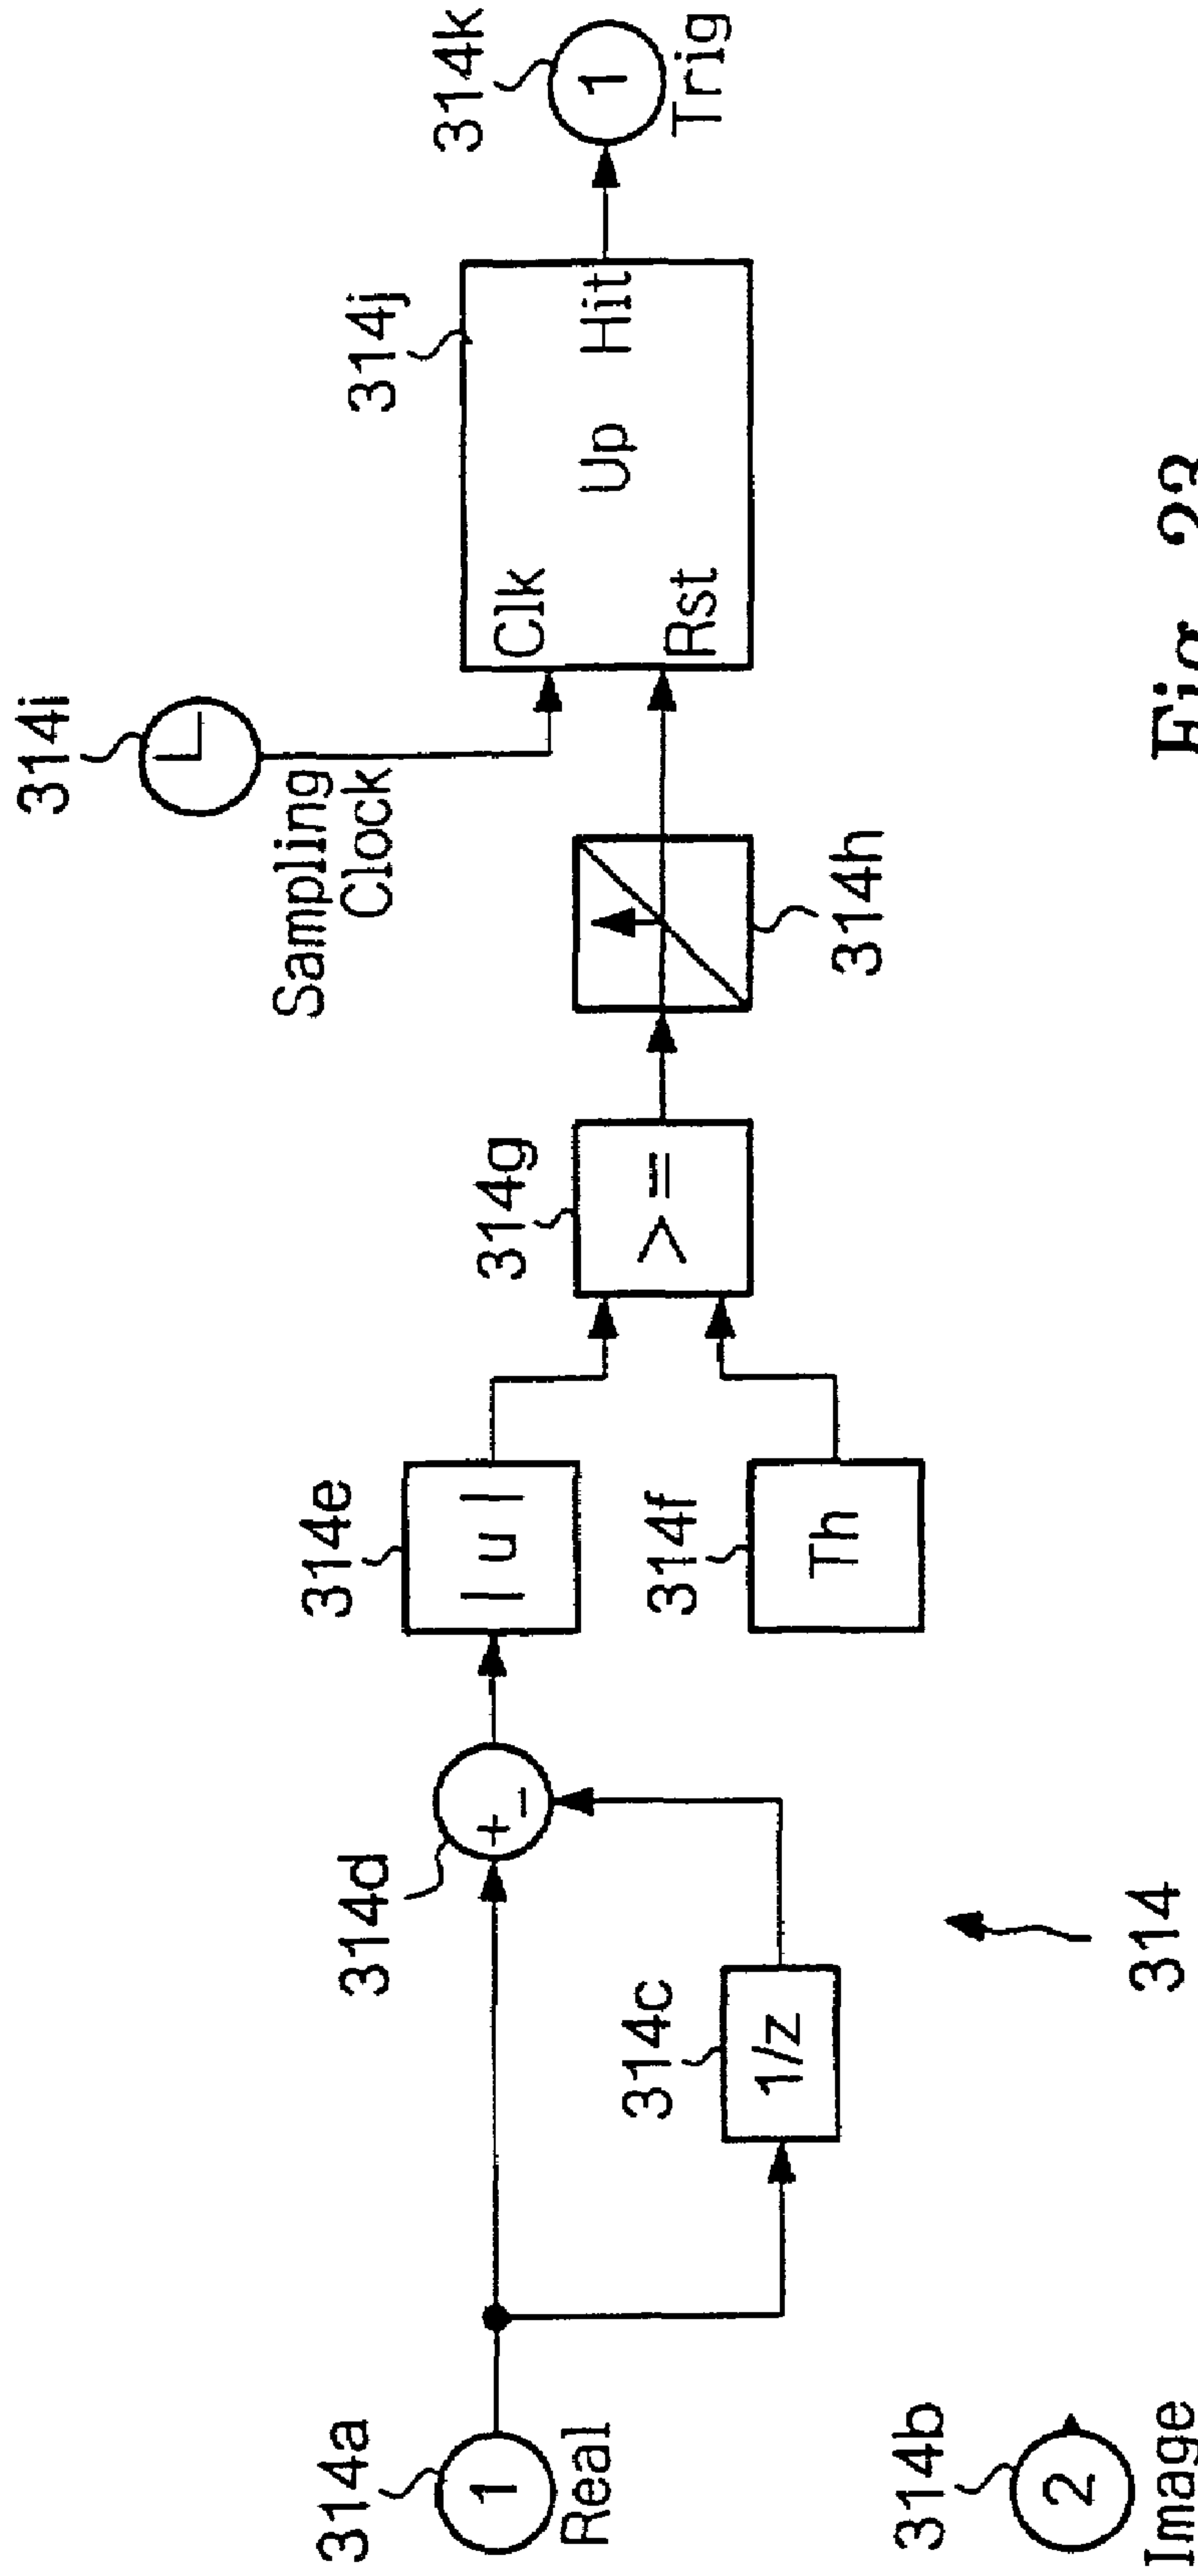 314a
1
Real
314b
2
Image
314c
1/z
314d
+
-
314e
| u |
314f
Th
314g
>=
314h
314i
Sampling
Clock
314j
Clk
Up
Rst
Hit
314k
1
Trig
314
Fig. 23